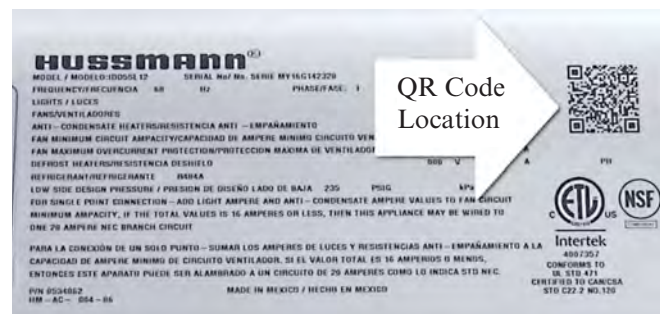 HUSSMANN®
MODEL / MODELO: IDD5SL12 SERIAL No/ No. SERIE MY16G142320
FREQUENCY/FRECUENCIA 60 Hz PHASE/FASE: 1
LIGHTS / LUCES
FANS/VENTILADORES
ANTI – CONDENSATE HEATERS/RESISTENCIA ANTI – EMPAÑAMIENTO
FAN MINIMUM CIRCUIT AMPACITY/CAPACIDAD DE AMPERE MINIMO CIRCUITO
FAN MAXIMUM OVERCURRENT PROTECTION/PROTECCION MAXIMA DE
DEFROST HEATERS/RESISTENCIA DESHIELO V A PH
REFRIGERANT/REFRIGERANTE R404A
LOW SIDE DESIGN PRESSURE / PRESION DE DISEÑO LADO DE BAJA 235 PSIG kPa
FOR SINGLE POINT CONNECTION – ADD LIGHT AMPERE AND ANTI – CONDENSATE AMPERE VALUES TO FAN CIRCUIT
MINIMUM AMPACITY, IF THE TOTAL VALUES IS 16 AMPERES OR LESS, THEN THIS APPLIANCE MAY BE WIRED TO
ONE 20 AMPERE NEC BRANCH CIRCUIT
PARA LA CONEXIÓN DE UN SOLO PUNTO – SUMAR LOS AMPERES DE LUCES Y RESISTENCIAS ANTI – EMPAÑAMIENTO A LA
CAPACIDAD DE AMPERE MINIMO DE CIRCUITO VENTILADOR. SI EL VALOR TOTAL ES 16 AMPERIOS O MENOS,
ENTONCES ESTE APARATO PUEDE SER ALAMBRADO A UN CIRCUITO DE 20 AMPERES COMO LO INDICA STD NEC.
P/N 0534862 MADE IN MEXICO / HECHO EN MEXICO
HM – AC – 064 – 06
QR Code
Location
ETL
C LISTED US
NSF
Intertek
4007357
CONFORMS TO
UL STD 471
CERTIFIED TO CAN/CSA
STD C22.2 NO.120